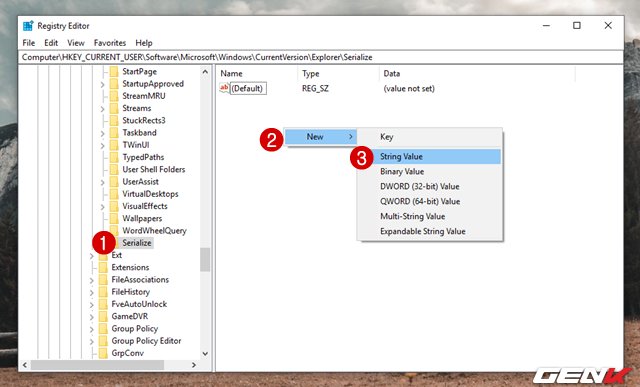 Registry Editor
File Edit View Favorites Help
Computer\HKEY_CURRENT_USER\Software\Microsoft\Windows\CurrentVersion\Explorer\Serialize
StartPage
StartupApproved
StreamMRU
Streams
StuckRects3
Taskband
TWinUI
TypedPaths
User Shell Folders
UserAssist
VirtualDesktops
VisualEffects
Wallpapers
WordWheelQuery
1 Serialize
Ext
Extensions
FileAssociations
FileHistory
FveAutoUnlock
GameDVR
Group Policy
Group Policy Editor
GrpConv
Name Type Data
ab (Default) REG_SZ (value not set)
2 New
Key
3 String Value
Binary Value
DWORD (32-bit) Value
QWORD (64-bit) Value
Multi-String Value
Expandable String Value
GENK